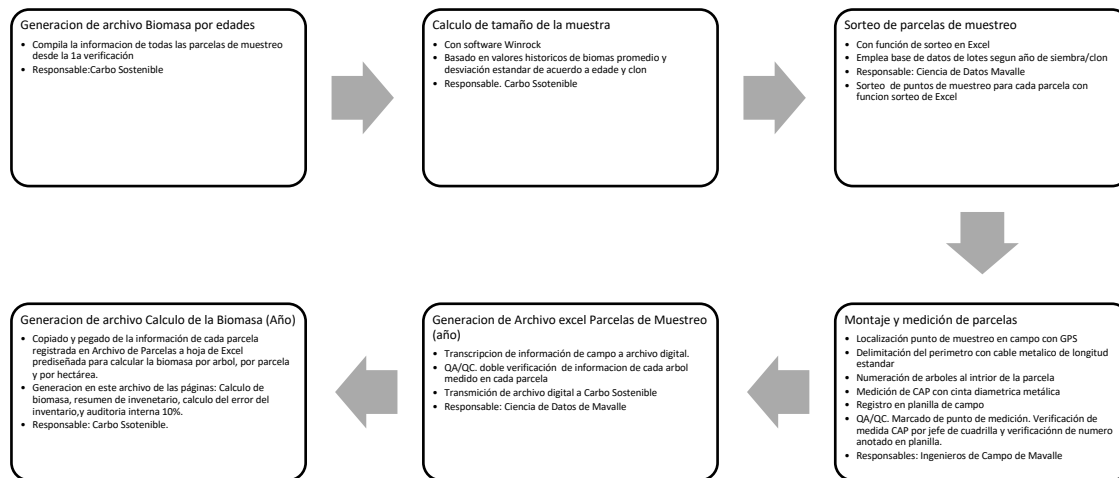 Generacion de archivo Biomasa por edades
• Compila la informacion de todas las parcelas de muestreo
desde la 1a verificación
• Responsable:Carbo Sostenible
Calculo de tamaño de la muestra
• Con software Winrock
• Basado en valores historicos de biomas promedio y
desviación estandar de acuerdo a edade y clon
• Responsable. Carbo Ssotenible
Sorteo de parcelas de muestreo
• Con función de sorteo en Excel
• Emplea base de datos de lotes segun año de siembra/clon
• Responsable: Ciencia de Datos Mavalle
• Sorteo de puntos de muestreo para cada parcela con
funcion sorteo de Excel
Montaje y medición de parcelas
• Localización punto de muestreo en campo con GPS
• Delimitación del perimetro con cable metalico de longitud
estandar
• Numeración de arboles al intrior de la parcela
• Medición de CAP con cinta diametrica metálica
• Registro en planilla de campo
• QA/QC. Marcado de punto de medición. Verificación de
medida CAP por jefe de cuadrilla y verificaciónn de numero
anotado en planilla.
• Responsables: Ingenieros de Campo de Mavalle
Generacion de Archivo excel Parcelas de Muestreo
(año)
• Transcripcion de información de campo a archivo digital.
• QA/QC. doble verificación de informacion de cada arbol
medido en cada parcela
• Transmición de archivo digital a Carbo Sostenible
• Responsable: Ciencia de Datos de Mavalle
Generacion de archivo Calculo de la Biomasa (Año)
• Copiado y pegado de la información de cada parcela
registrada en Archivo de Parcelas a hoja de Excel
prediseñada para calcular la biomasa por arbol, por parcela
y por hectárea.
• Generacion en este archivo de las páginas: Calculo de
biomasa, resumen de invenetario, calculo del error del
inventario,y auditoria interna 10%.
• Responsable: Carbo Ssostenible.